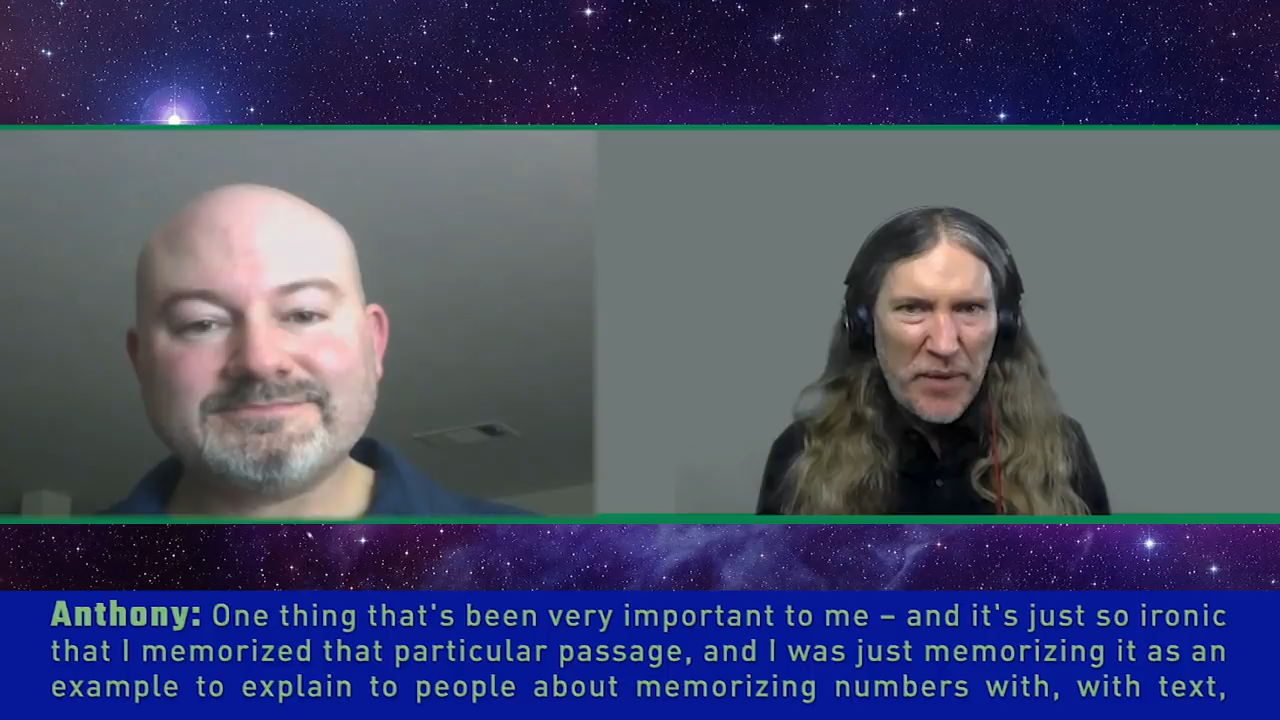 Anthony: One thing that's been very important to me – and it's just so ironic
that I memorized that particular passage, and I was just memorizing it as an
example to explain to people about memorizing numbers with, with text,